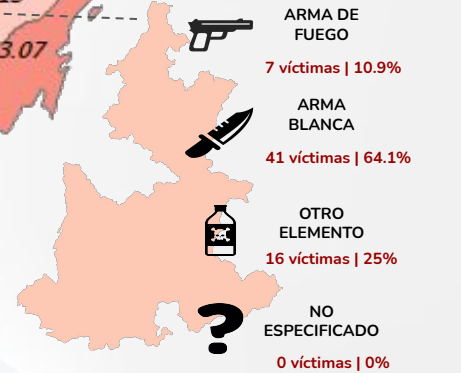 3.07
ARMA DE
FUEGO
7 víctimas | 10.9%
ARMA
BLANCA
41 víctimas | 64.1%
OTRO
ELEMENTO
16 víctimas | 25%
NO
ESPECIFICADO
0 víctimas | 0%